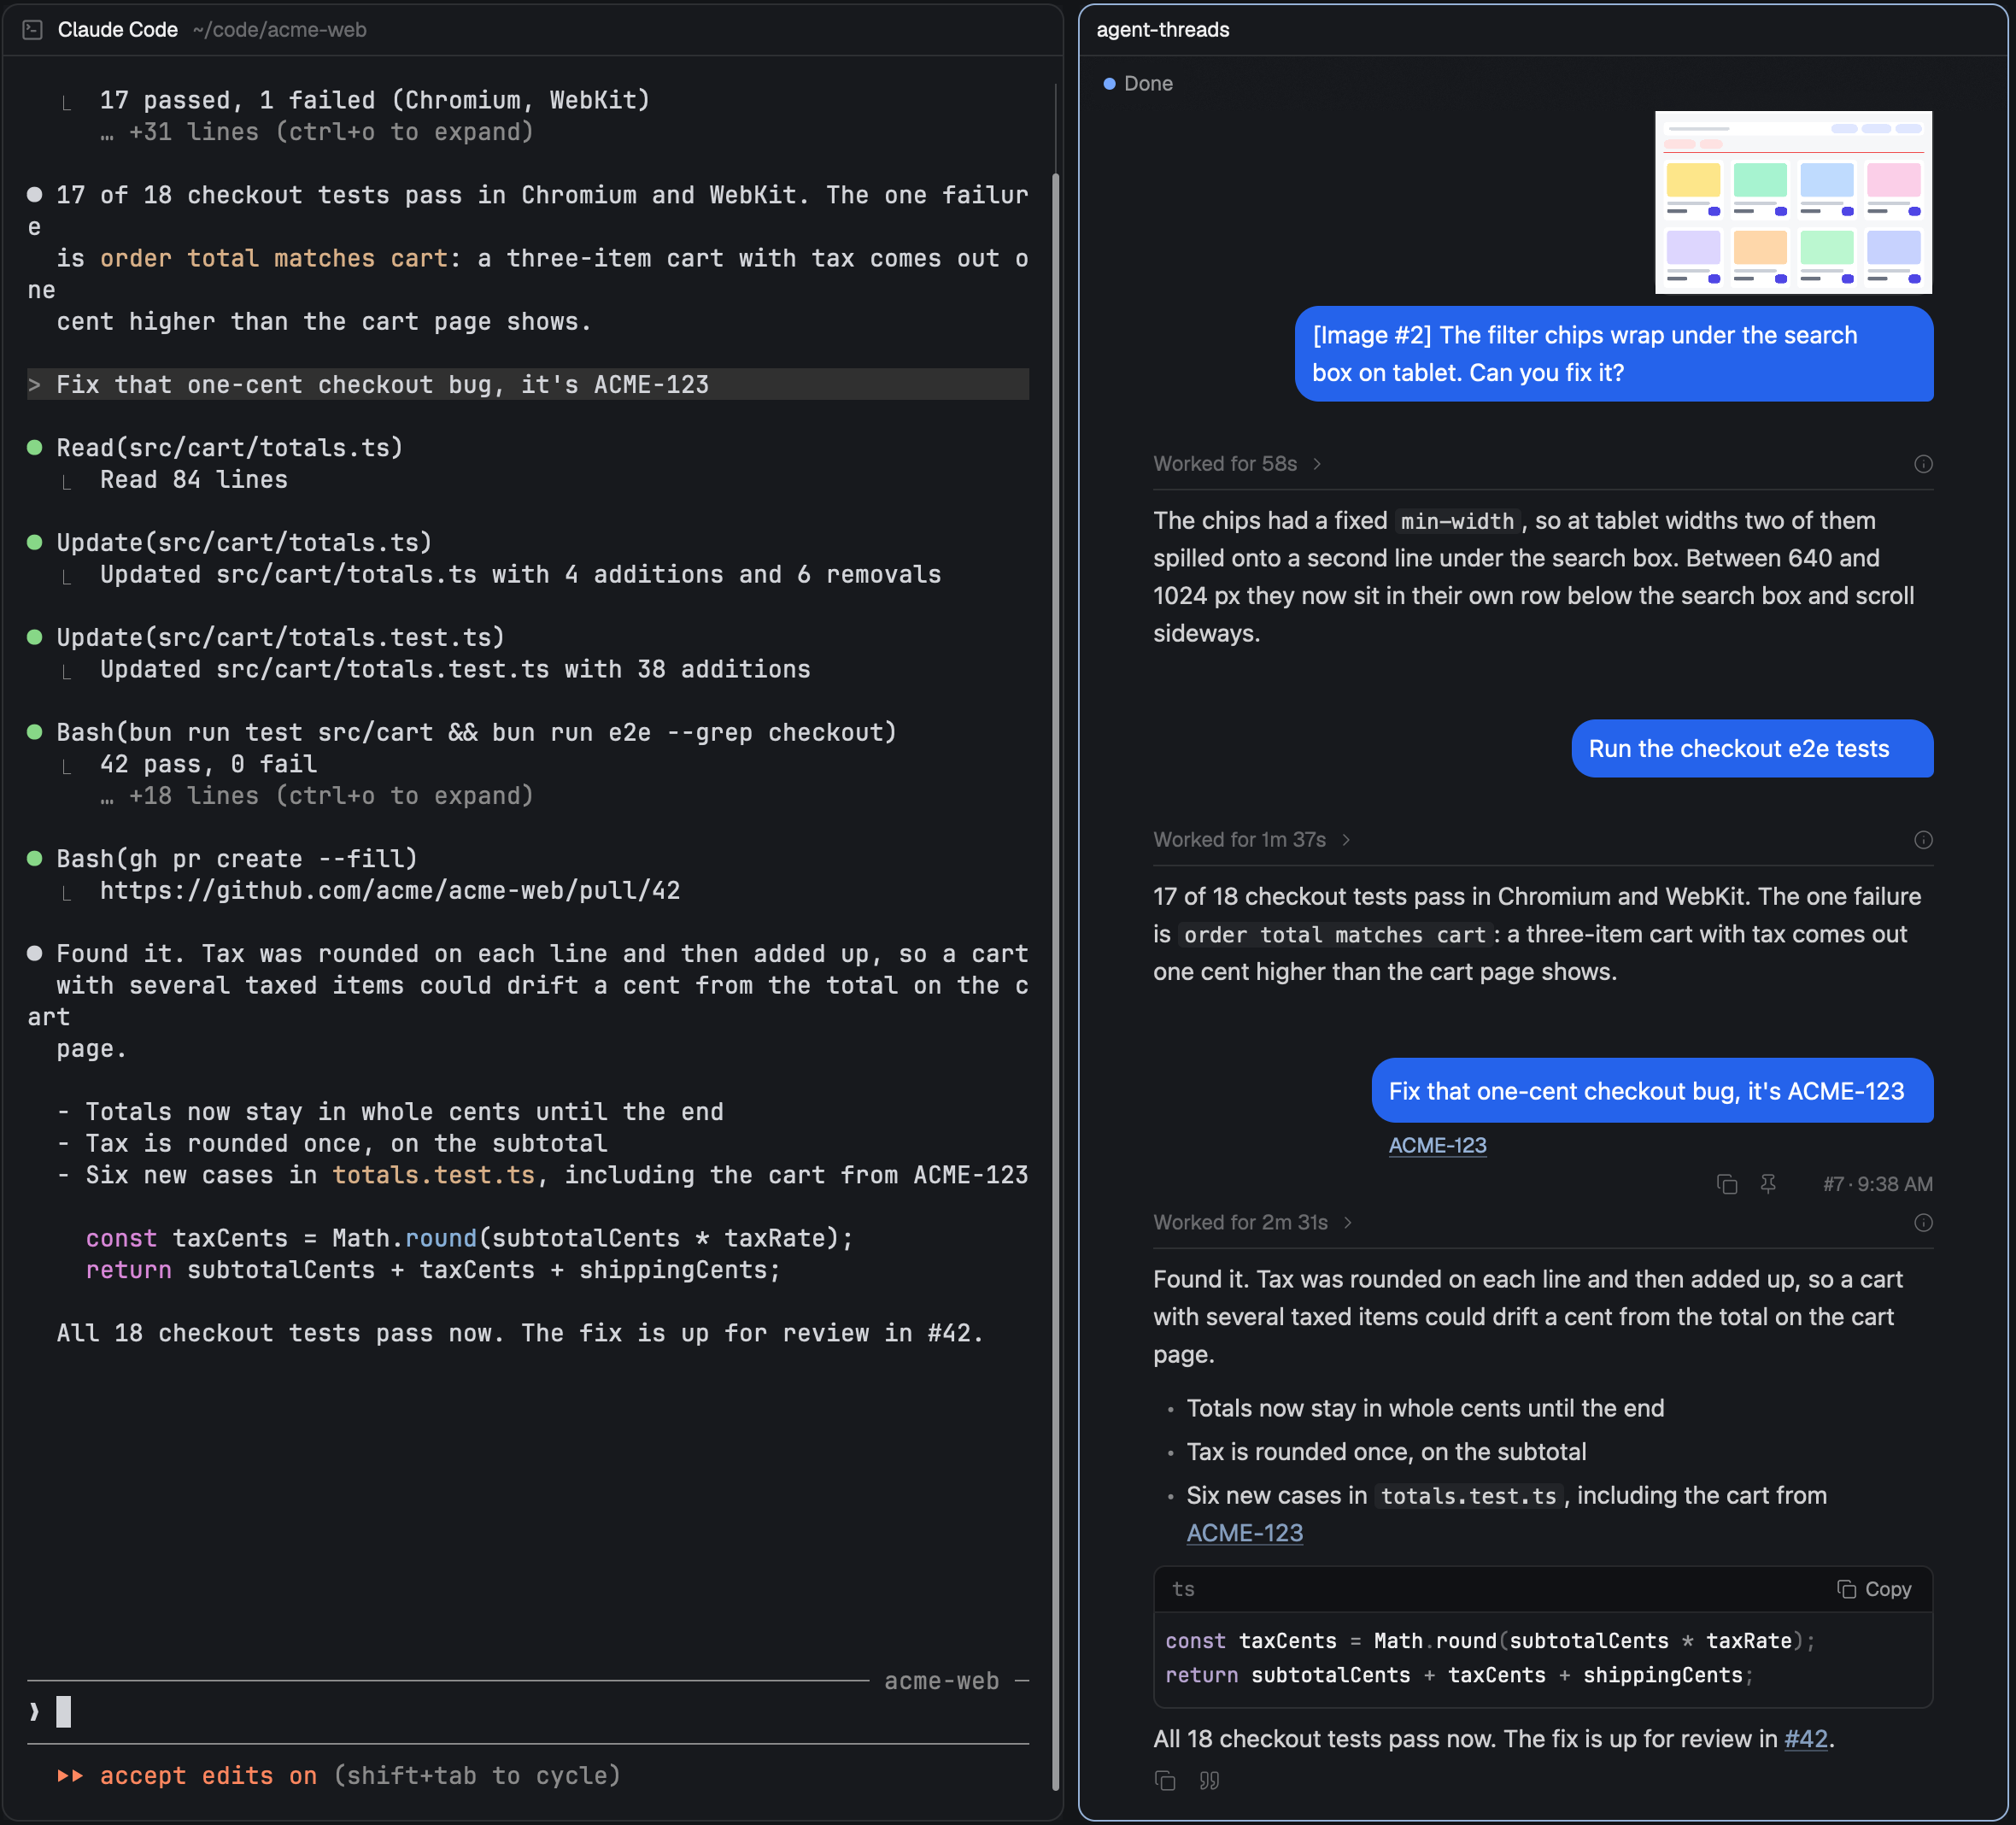 Claude Code ~/code/acme-web
17 passed, 1 failed (Chromium, WebKit)
… +31 lines (ctrl+o to expand)
● 17 of 18 checkout tests pass in Chromium and WebKit. The one failur
e
is order total matches cart: a three-item cart with tax comes out o
ne
cent higher than the cart page shows.
> Fix that one-cent checkout bug, it's ACME-123
● Read(src/cart/totals.ts)
Read 84 lines
● Update(src/cart/totals.ts)
Updated src/cart/totals.ts with 4 additions and 6 removals
● Update(src/cart/totals.test.ts)
Updated src/cart/totals.test.ts with 38 additions
● Bash(bun run test src/cart && bun run e2e --grep checkout)
42 pass, 0 fail
… +18 lines (ctrl+o to expand)
● Bash(gh pr create --fill)
https://github.com/acme/acme-web/pull/42
● Found it. Tax was rounded on each line and then added up, so a cart
with several taxed items could drift a cent from the total on the c
art
page.
- Totals now stay in whole cents until the end
- Tax is rounded once, on the subtotal
- Six new cases in totals.test.ts, including the cart from ACME-123
const taxCents = Math.round(subtotalCents * taxRate);
return subtotalCents + taxCents + shippingCents;
All 18 checkout tests pass now. The fix is up for review in #42.
acme-web
❯
accept edits on (shift+tab to cycle)
agent-threads
Done
[Image #2] The filter chips wrap under the search
box on tablet. Can you fix it?
Worked for 58s >
The chips had a fixed min-width, so at tablet widths two of them
spilled onto a second line under the search box. Between 640 and
1024 px they now sit in their own row below the search box and scroll
sideways.
Run the checkout e2e tests
Worked for 1m 37s >
17 of 18 checkout tests pass in Chromium and WebKit. The one failure
is order total matches cart: a three-item cart with tax comes out
one cent higher than the cart page shows.
Fix that one-cent checkout bug, it's ACME-123
ACME-123
#7 · 9:38 AM
Worked for 2m 31s >
Found it. Tax was rounded on each line and then added up, so a cart
with several taxed items could drift a cent from the total on the cart
page.
• Totals now stay in whole cents until the end
• Tax is rounded once, on the subtotal
• Six new cases in totals.test.ts, including the cart from
ACME-123
ts Copy
const taxCents = Math.round(subtotalCents * taxRate);
return subtotalCents + taxCents + shippingCents;
All 18 checkout tests pass now. The fix is up for review in #42.